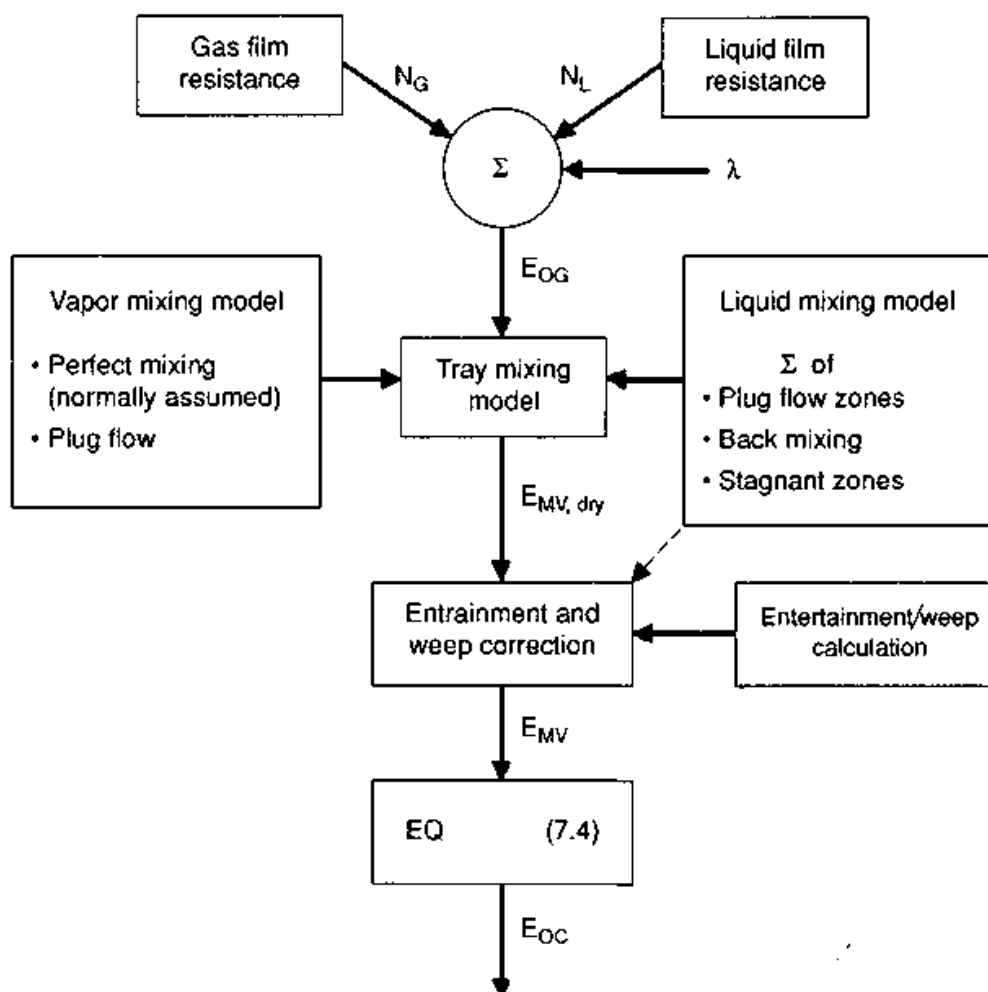 Gas film
resistance
Liquid film
resistance
N_G
N_L
Σ
λ
E_OG
Vapor mixing model
• Perfect mixing
(normally assumed)
• Plug flow
Tray mixing
model
Liquid mixing model
Σ of
• Plug flow zones
• Back mixing
• Stagnant zones
E_MV, dry
Entrainment and
weep correction
Entertainment/weep
calculation
E_MV
EQ (7.4)
E_OC